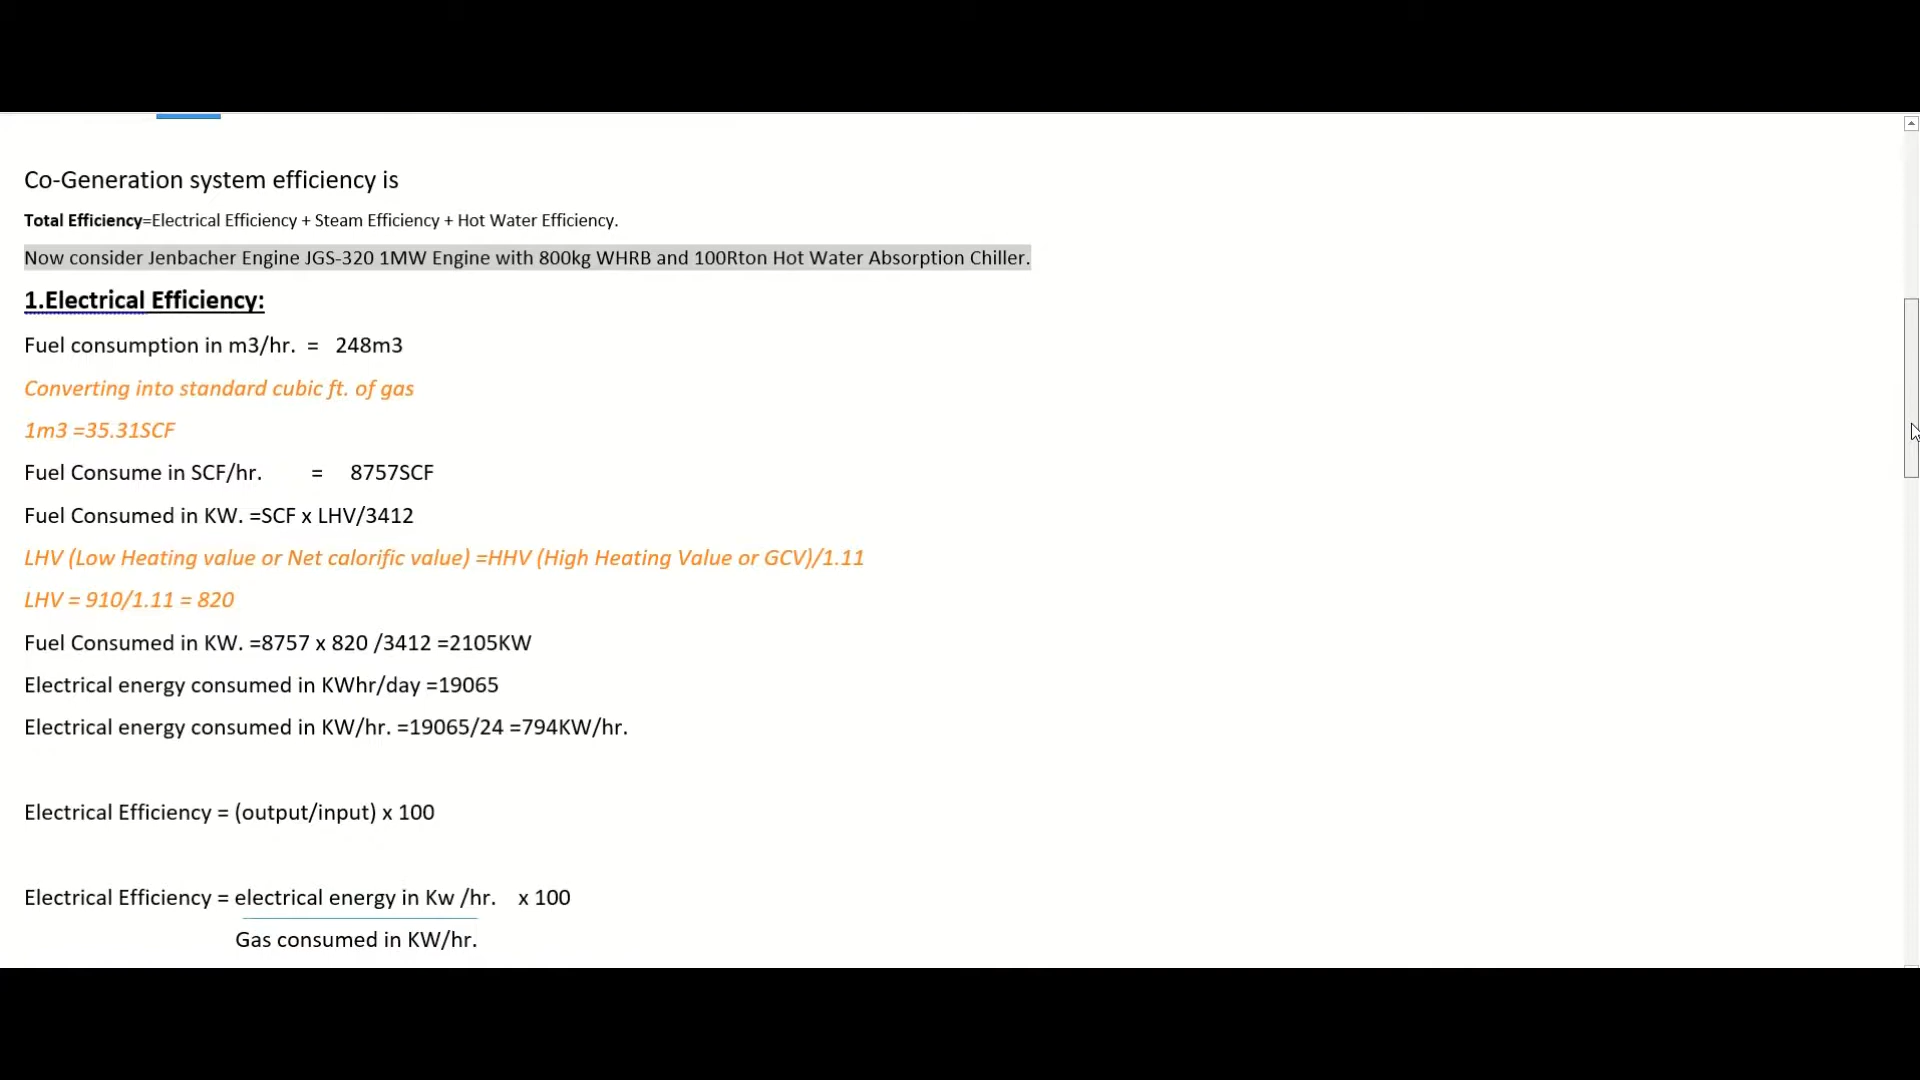 Co-Generation system efficiency is
Total Efficiency=Electrical Efficiency + Steam Efficiency + Hot Water Efficiency.
Now consider Jenbacher Engine JGS-320 1MW Engine with 800kg WHRB and 100Rton Hot Water Absorption Chiller.
1.Electrical Efficiency:
Fuel consumption in m3/hr. = 248m3
Converting into standard cubic ft. of gas
1m3 =35.31SCF
Fuel Consume in SCF/hr. = 8757SCF
Fuel Consumed in KW. =SCF x LHV/3412
LHV (Low Heating value or Net calorific value) =HHV (High Heating Value or GCV)/1.11
LHV = 910/1.11 = 820
Fuel Consumed in KW. =8757 x 820 /3412 =2105KW
Electrical energy consumed in KWhr/day =19065
Electrical energy consumed in KW/hr. =19065/24 =794KW/hr.
Electrical Efficiency = (output/input) x 100
Electrical Efficiency = electrical energy in Kw /hr. x 100
Gas consumed in KW/hr.